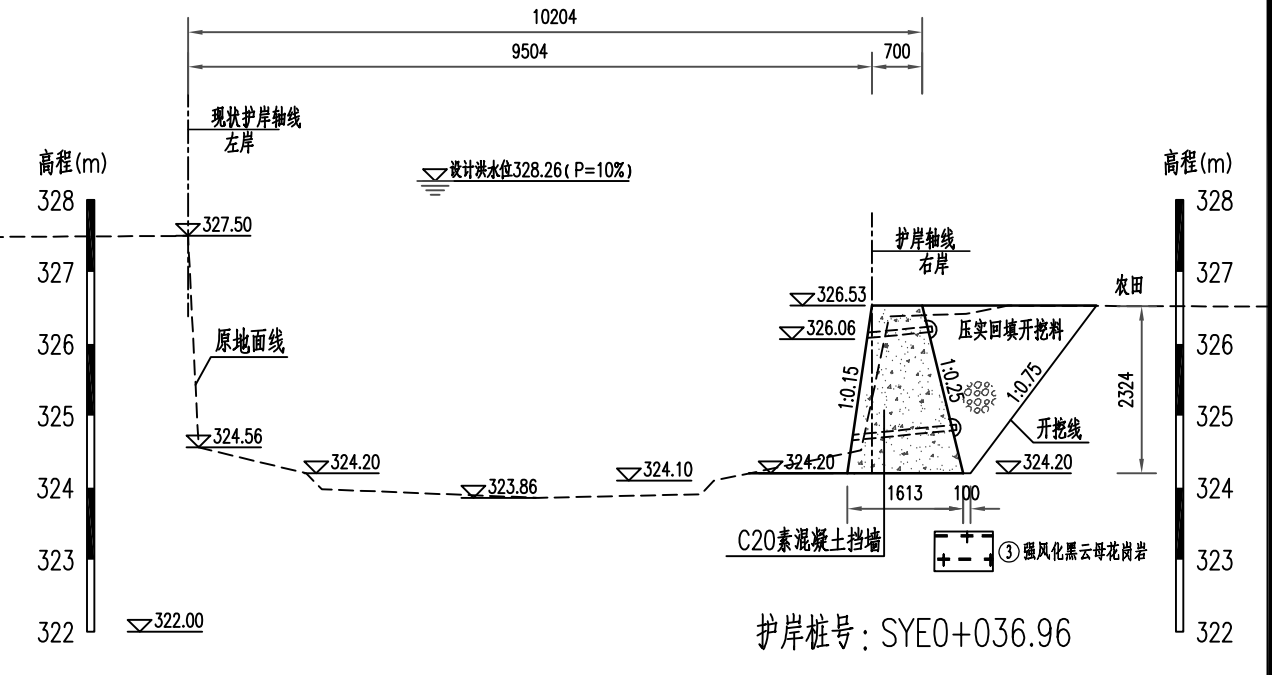 10204
9504
700
现状护岸轴线
左岸
高程(m)
设计洪水位328.26(P=10%)
高程(m)
328
328
327.50
护岸轴线
右岸
327
327
农田
326.53
326.06
压实回填开挖料
原地面线
326
326
1:0.15
1:0.25
1:0.75
2324
325
325
开挖线
324.56
324.20
324.10
324.20
324.20
323.86
324
324
1613
100
C20素混凝土挡墙
③强风化黑云母花岗岩
323
323
322.00
322
322
护岸桩号：SYE0+036.96